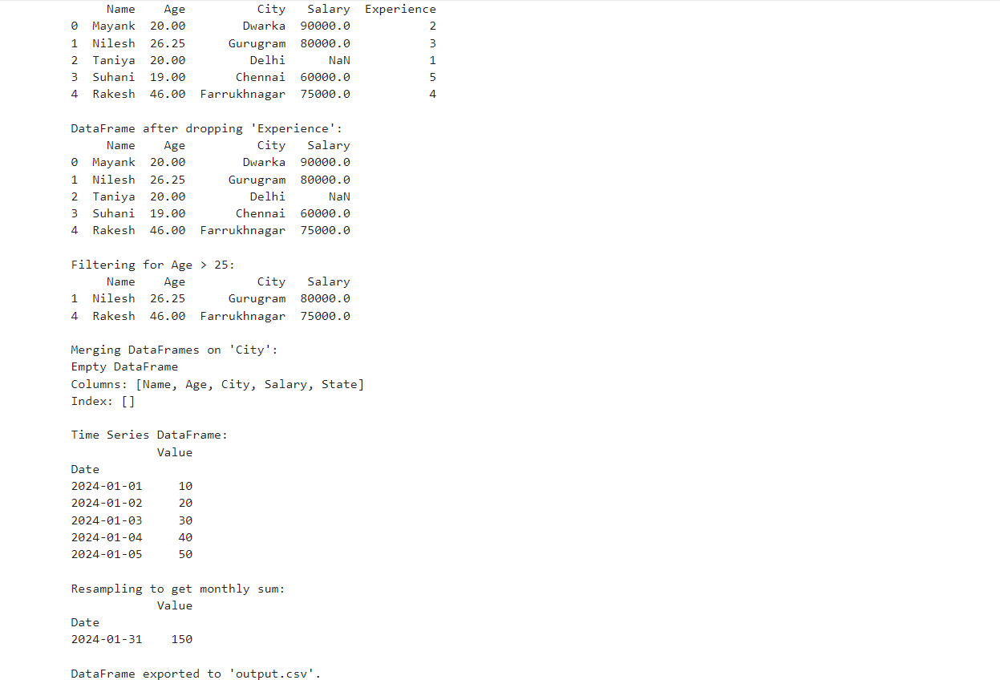 Name    Age          City   Salary  Experience
0  Mayank  20.00        Dwarka  90000.0           2
1  Nilesh  26.25      Gurugram  80000.0           3
2  Taniya  20.00         Delhi      NaN           1
3  Suhani  19.00       Chennai  60000.0           5
4  Rakesh  46.00  Farrukhnagar  75000.0           4

DataFrame after dropping 'Experience':
     Name    Age          City   Salary
0  Mayank  20.00        Dwarka  90000.0
1  Nilesh  26.25      Gurugram  80000.0
2  Taniya  20.00         Delhi      NaN
3  Suhani  19.00       Chennai  60000.0
4  Rakesh  46.00  Farrukhnagar  75000.0

Filtering for Age > 25:
     Name    Age          City   Salary
1  Nilesh  26.25      Gurugram  80000.0
4  Rakesh  46.00  Farrukhnagar  75000.0

Merging DataFrames on 'City':
Empty DataFrame
Columns: [Name, Age, City, Salary, State]
Index: []

Time Series DataFrame:
            Value
Date
2024-01-01     10
2024-01-02     20
2024-01-03     30
2024-01-04     40
2024-01-05     50

Resampling to get monthly sum:
            Value
Date
2024-01-31    150

DataFrame exported to 'output.csv'.